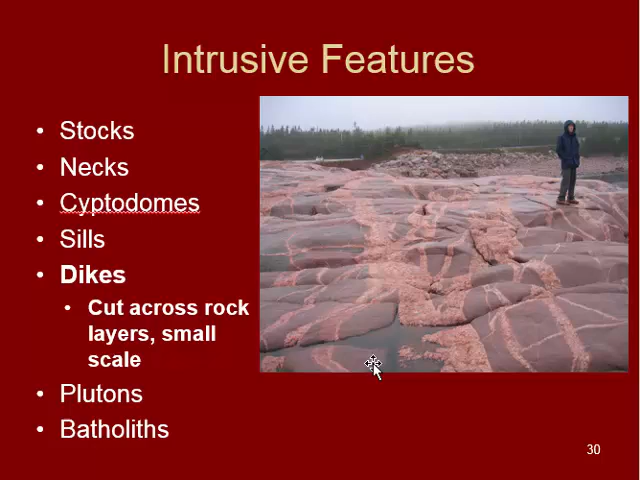 Intrusive Features
• Stocks
• Necks
• Cyptodomes
• Sills
• Dikes
• Cut across rock
layers, small
scale
• Plutons
• Batholiths
30